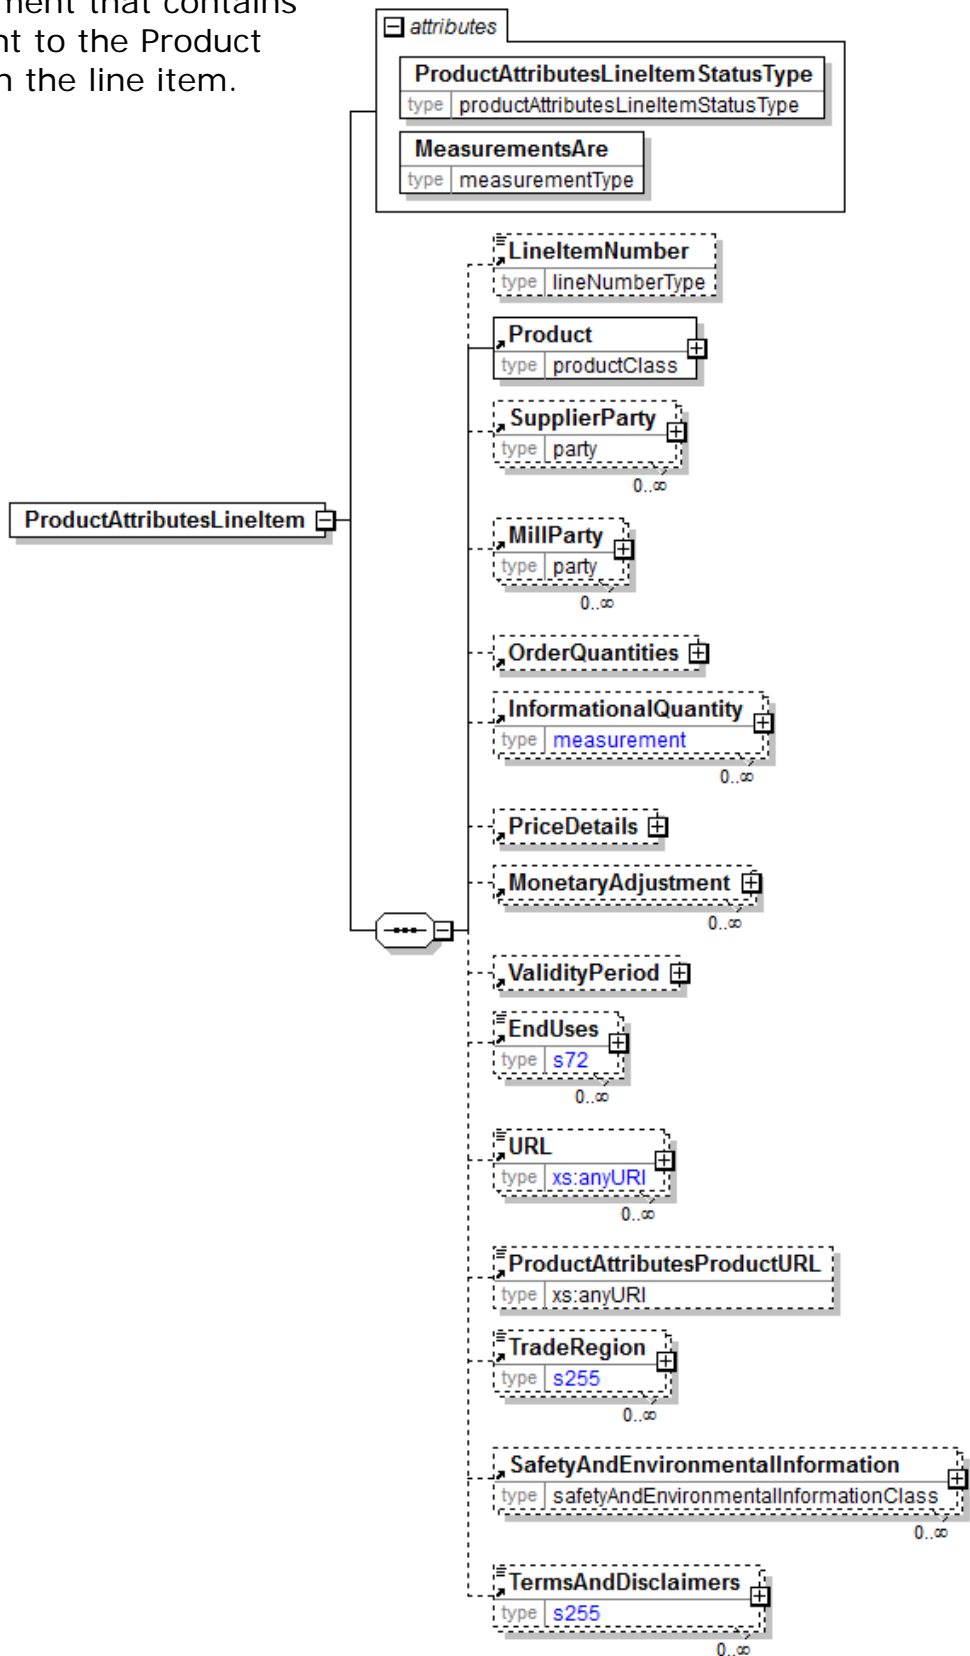 ment that contains
nt to the Product
n the line item.
attributes
ProductAttributesLineItemStatusType
type productAttributesLineItemStatusType
MeasurementsAre
type measurementType
LineItemNumber
type lineNumberType
Product
type productClass
SupplierParty
type party
0..∞
ProductAttributesLineItem
MillParty
type party
0..∞
OrderQuantities
InformationalQuantity
type measurement
0..∞
PriceDetails
MonetaryAdjustment
0..∞
ValidityPeriod
EndUses
type s72
0..∞
URL
type xs:anyURI
0..∞
ProductAttributesProductURL
type xs:anyURI
TradeRegion
type s255
0..∞
SafetyAndEnvironmentalInformation
type safetyAndEnvironmentalInformationClass
0..∞
TermsAndDisclaimers
type s255
0..∞